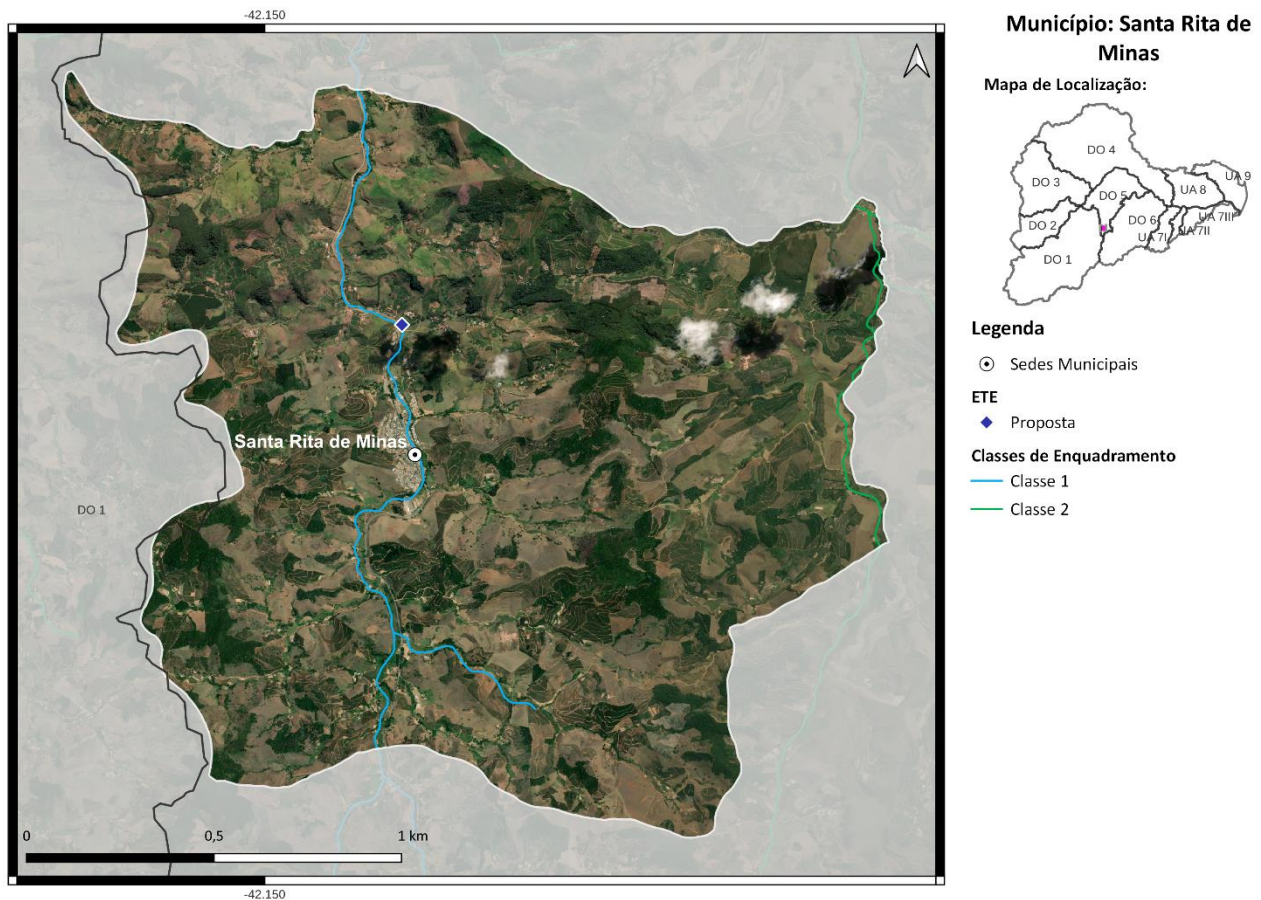 -42.150
Município: Santa Rita de
Minas
Mapa de Localização:
DO 4
DO 3
UA 9
UA 8
DO 5
DO 2
DO 6
UA 7III
UA 7II
UA 7I
DO 1
Legenda
Sedes Municipais
ETE
Proposta
Classes de Enquadramento
Classe 1
Classe 2
Santa Rita de Minas
DO 1
0 0,5 1 km
-42.150